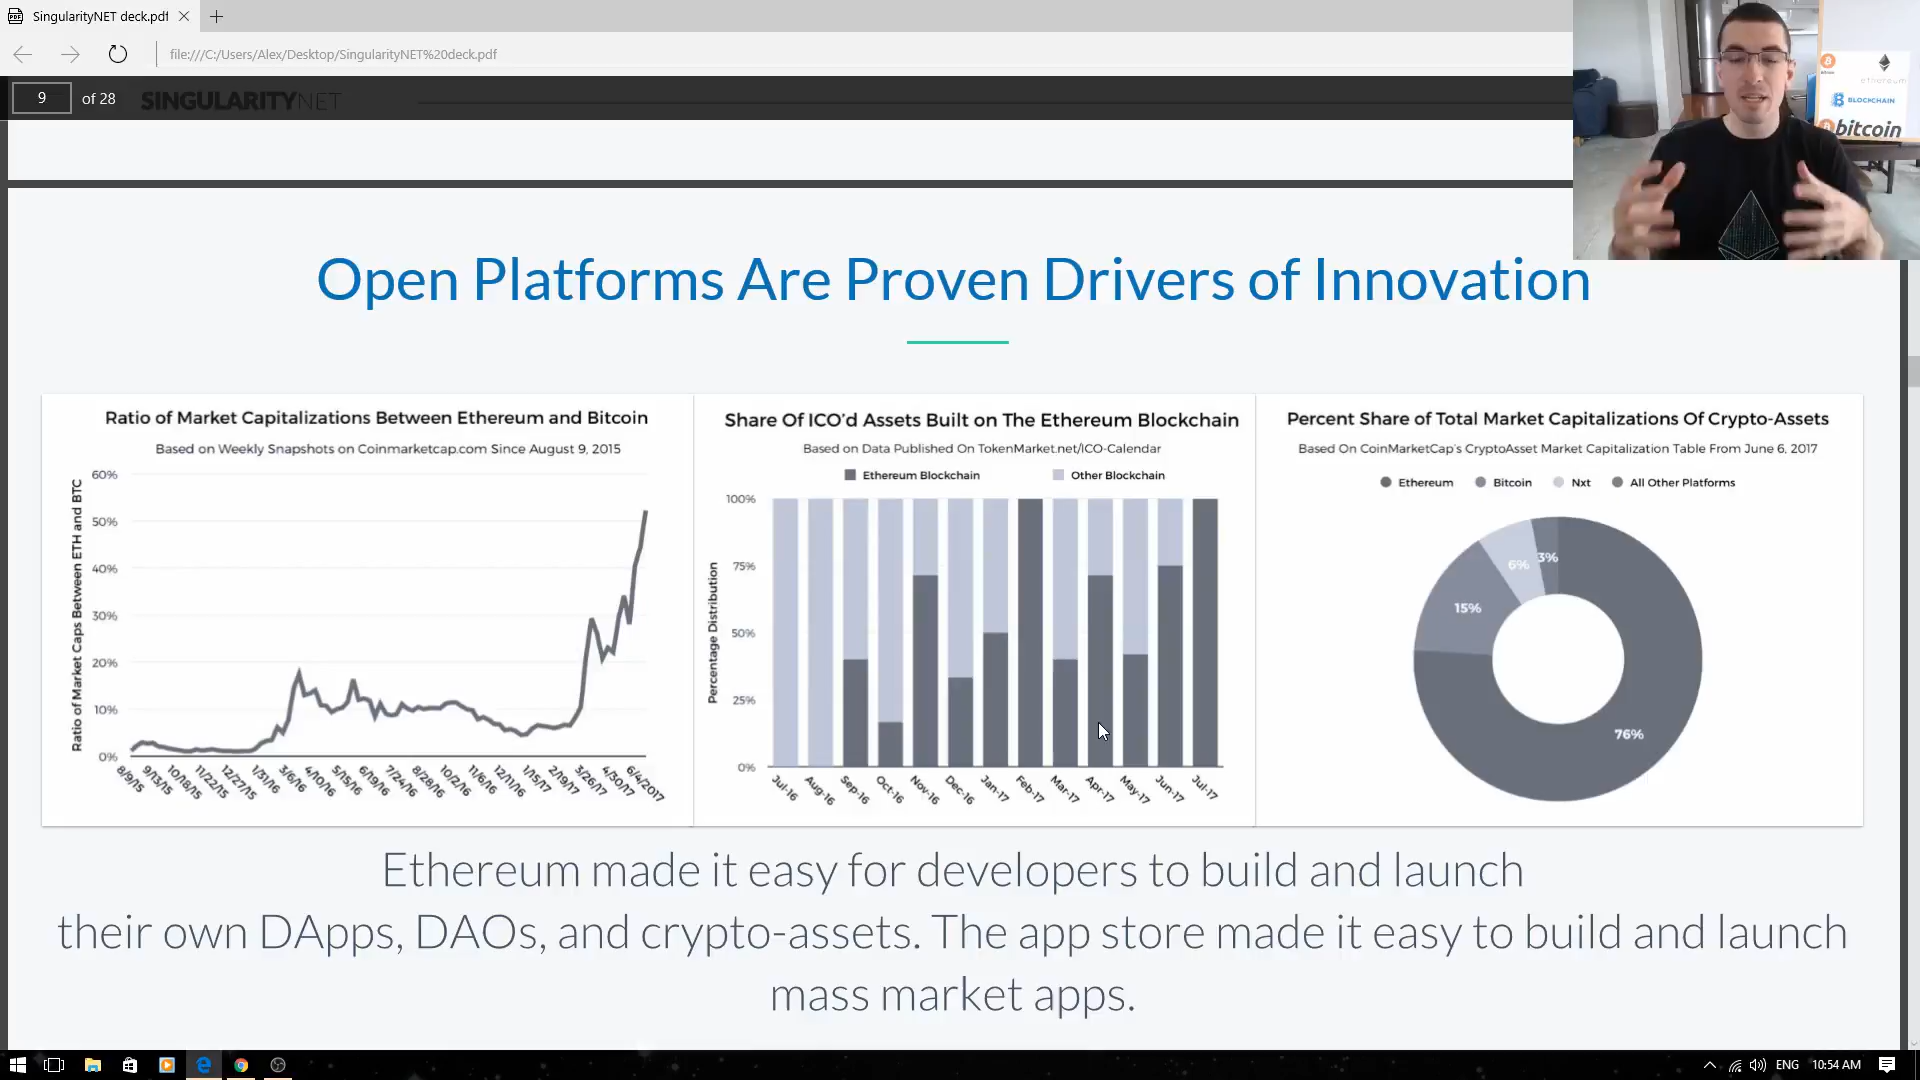 SingularityNET deck.pdf
file:///C:/Users/Alex/Desktop/SingularityNET%20deck.pdf
9 of 28
SINGULARITYNET
ethereum
BLOCKCHAIN
bitcoin
Open Platforms Are Proven Drivers of Innovation
Ratio of Market Capitalizations Between Ethereum and Bitcoin
Based on Weekly Snapshots on Coinmarketcap.com Since August 9, 2015
Ratio of Market Caps Between ETH and BTC
60%
50%
40%
30%
20%
10%
0%
8/9/15
9/13/15
10/18/15
11/22/15
12/27/15
1/31/16
3/6/16
4/10/16
5/15/16
6/19/16
7/24/16
8/28/16
10/2/16
11/6/16
12/11/16
1/15/17
2/19/17
3/26/17
4/30/17
6/4/2017
Share Of ICO'd Assets Built on The Ethereum Blockchain
Based on Data Published On TokenMarket.net/ICO-Calendar
Ethereum Blockchain
Other Blockchain
Percentage Distribution
100%
75%
50%
25%
0%
Jul-16
Aug-16
Sep-16
Oct-16
Nov-16
Dec-16
Jan-17
Feb-17
Mar-17
Apr-17
May-17
Jun-17
Jul-17
Percent Share of Total Market Capitalizations Of Crypto-Assets
Based On CoinMarketCap's CryptoAsset Market Capitalization Table From June 6, 2017
Ethereum
Bitcoin
Nxt
All Other Platforms
3%
6%
15%
76%
Ethereum made it easy for developers to build and launch
their own DApps, DAOs, and crypto-assets. The app store made it easy to build and launch
mass market apps.
ENG
10:54 AM